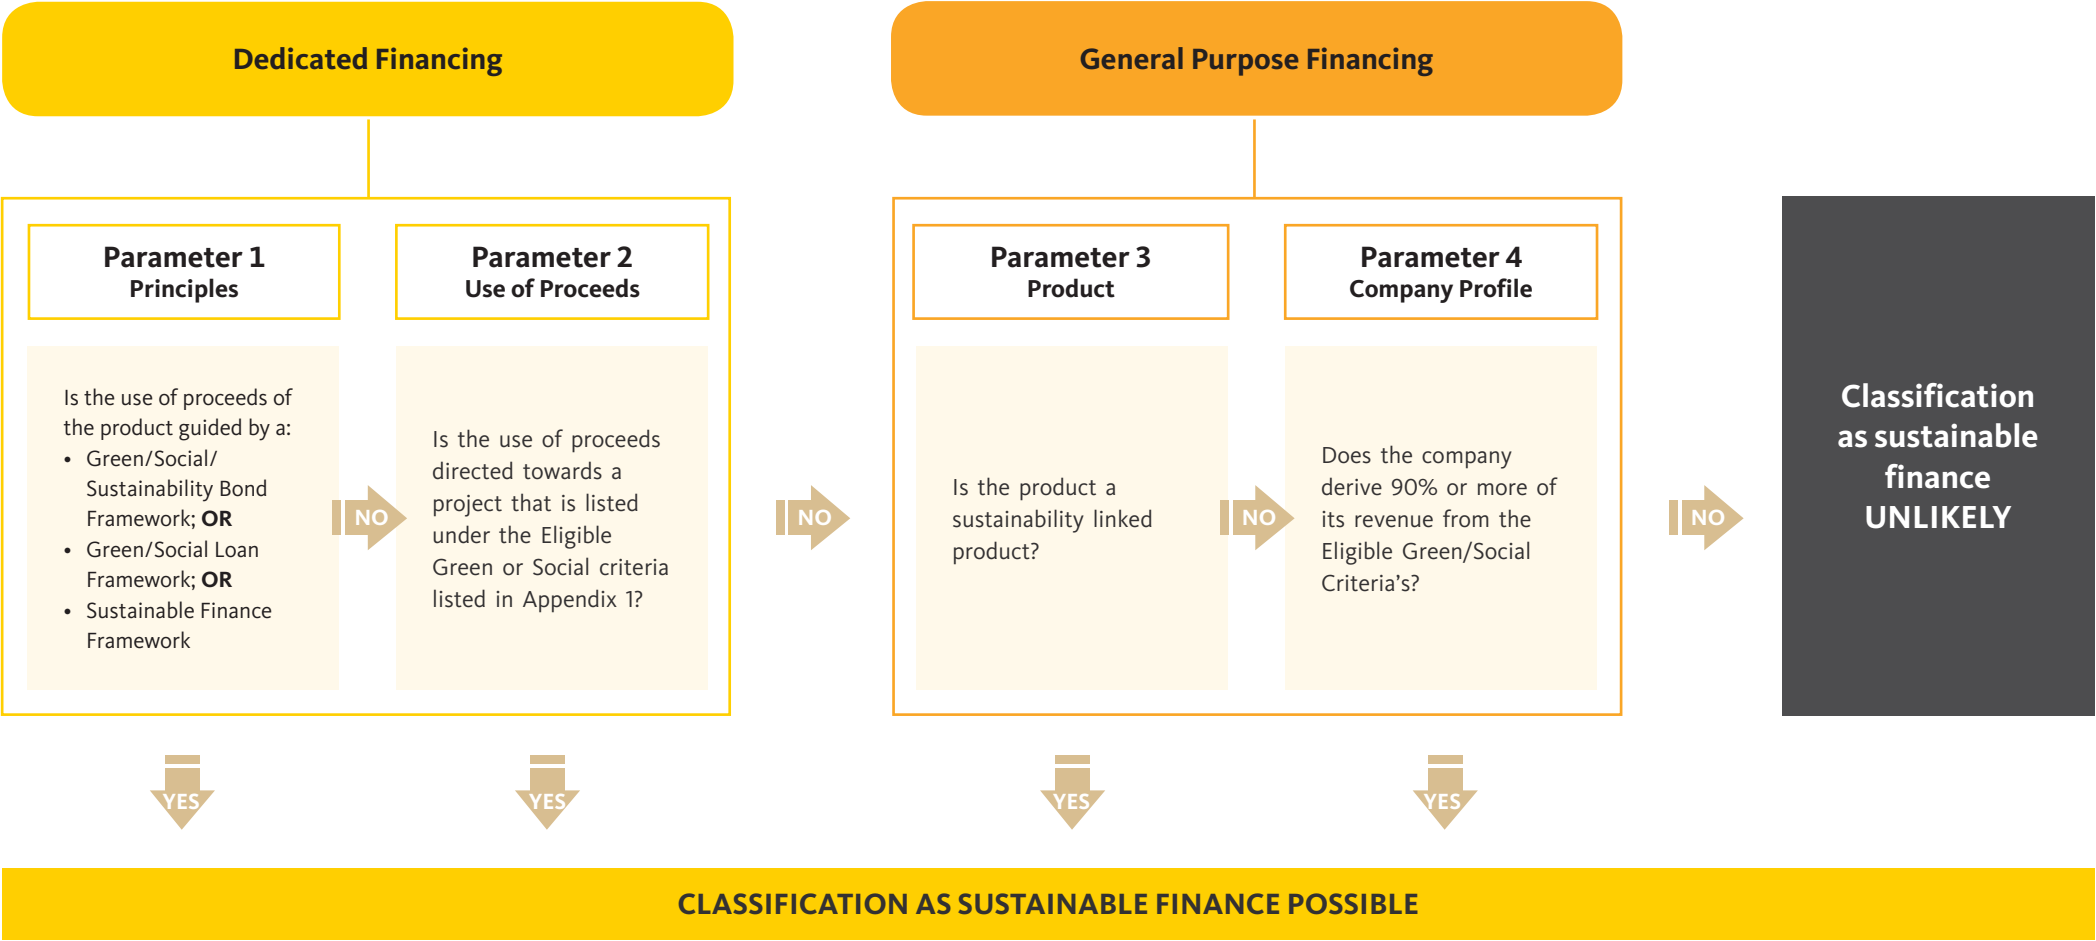 Dedicated Financing
General Purpose Financing
Parameter 1
Principles
Is the use of proceeds of
the product guided by a:
• Green/Social/
Sustainability Bond
Framework; OR
• Green/Social Loan
Framework; OR
• Sustainable Finance
Framework
NO
Parameter 2
Use of Proceeds
Is the use of proceeds
directed towards a
project that is listed
under the Eligible
Green or Social criteria
listed in Appendix 1?
NO
Parameter 3
Product
Is the product a
sustainability linked
product?
NO
Parameter 4
Company Profile
Does the company
derive 90% or more of
its revenue from the
Eligible Green/Social
Criteria's?
NO
Classification
as sustainable
finance
UNLIKELY
YES
YES
YES
YES
CLASSIFICATION AS SUSTAINABLE FINANCE POSSIBLE